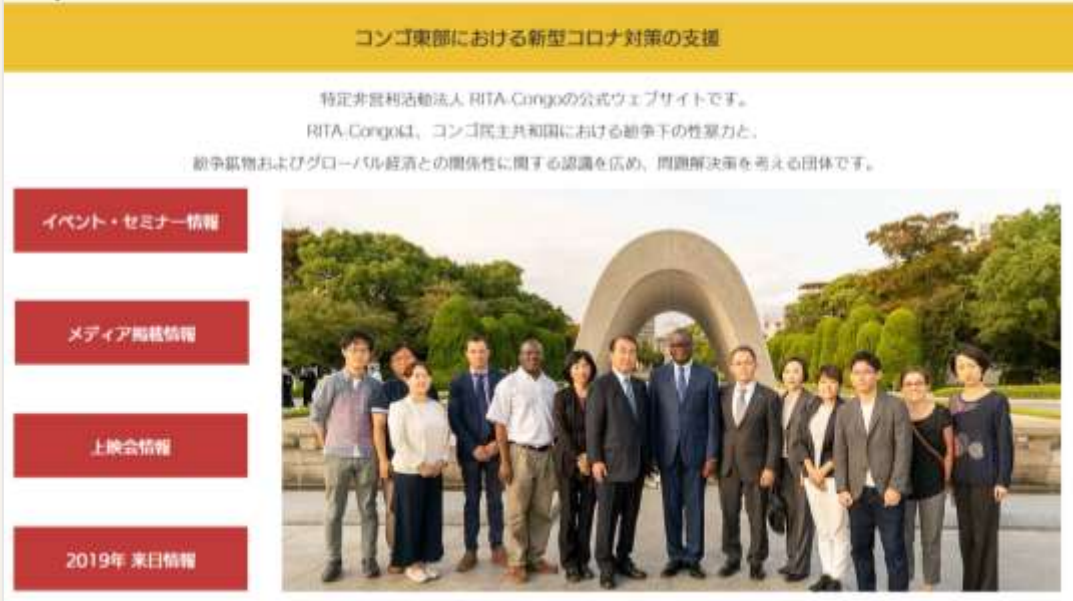 コンゴ東部における新型コロナ対策の支援
特定非営利活動法人 RITA-Congoの公式ウェブサイトです。
RITA-Congoは、コンゴ民主共和国における紛争下の性暴力と、
紛争鉱物およびグローバル経済との関係性に関する認識を広め、問題解決策を考える団体です。
イベント・セミナー情報
メディア掲載情報
上映会情報
2019年 来日情報